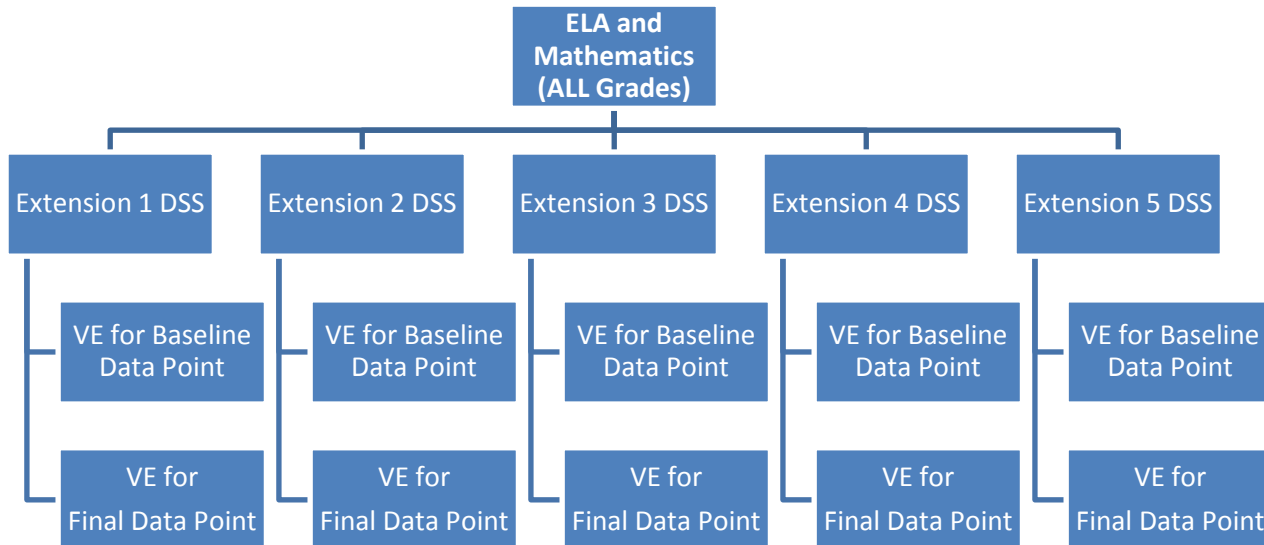 ELA and
Mathematics
(ALL Grades)
Extension 1 DSS
Extension 2 DSS
Extension 3 DSS
Extension 4 DSS
Extension 5 DSS
VE for Baseline
Data Point
VE for Baseline
Data Point
VE for Baseline
Data Point
VE for Baseline
Data Point
VE for Baseline
Data Point
VE for
Final Data Point
VE for
Final Data Point
VE for
Final Data Point
VE for
Final Data Point
VE for
Final Data Point